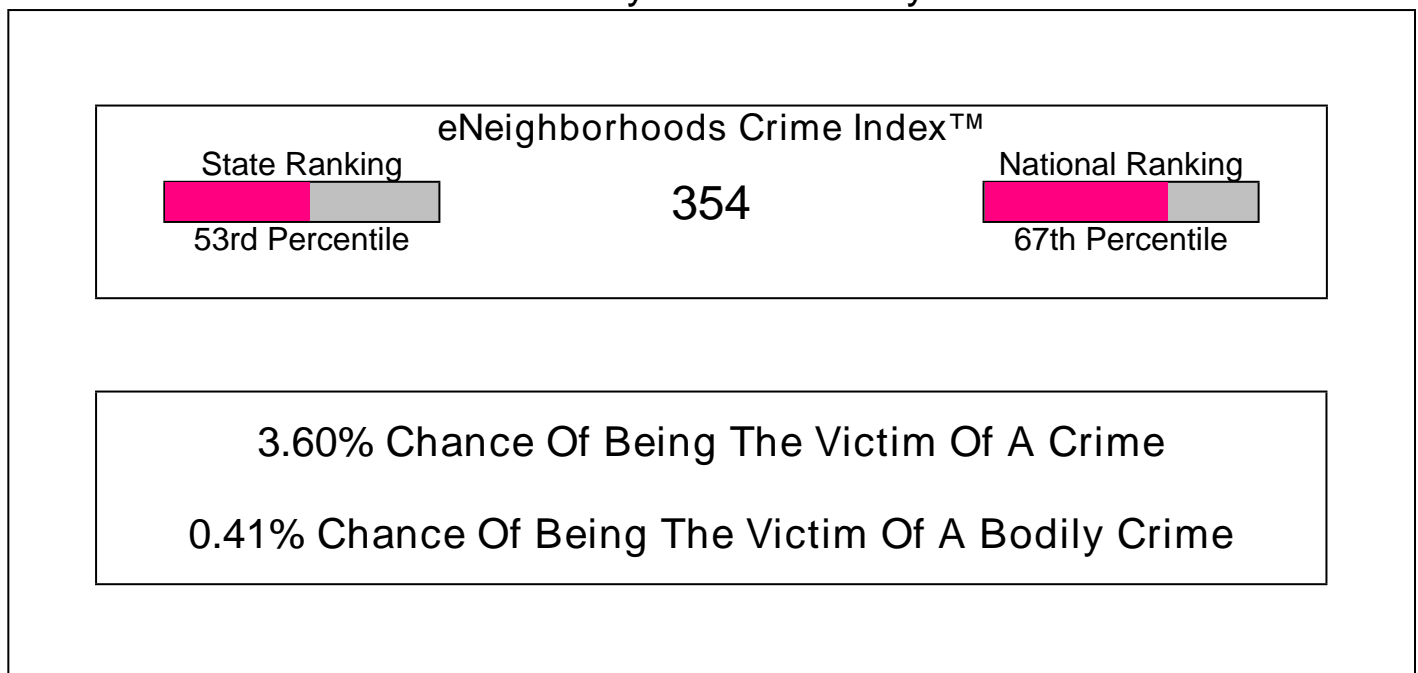 eNeighborhoods Crime Index™
State Ranking
354
National Ranking
53rd Percentile
67th Percentile
3.60% Chance Of Being The Victim Of A Crime
0.41% Chance Of Being The Victim Of A Bodily Crime